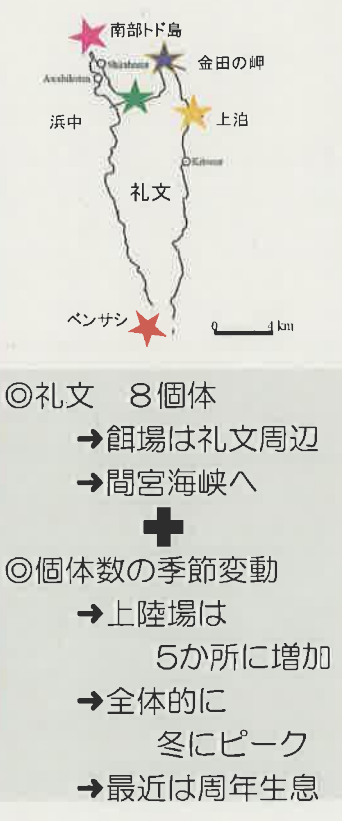 南部トド島
Shiretoko
金田の岬
浜中
上泊
礼文
ベンサシ
0 4 km
◎礼文 8個体
➔餌場は礼文周辺
➔間宮海峡へ
✚
◎個体数の季節変動
➔上陸場は
5か所に増加
➔全体的に
冬にピーク
➔最近は周年生息